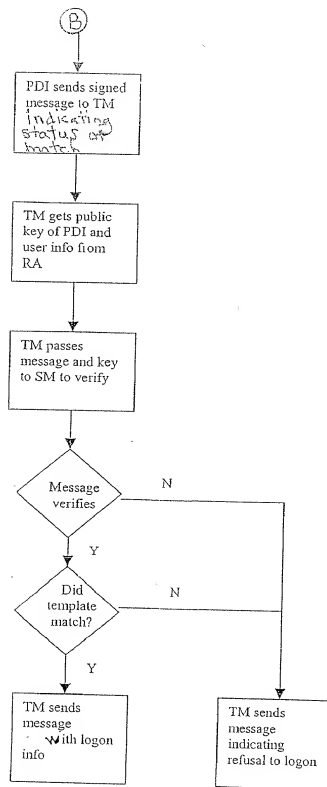 B
PDI sends signed
message to TM
indicating
status of
match
TM gets public
key of PDI and
user info from
RA
TM passes
message and key
to SM to verify
Message
verifies
N
Y
Did
template
match?
N
Y
TM sends
message
with logon
info
TM sends
message
indicating
refusal to logon